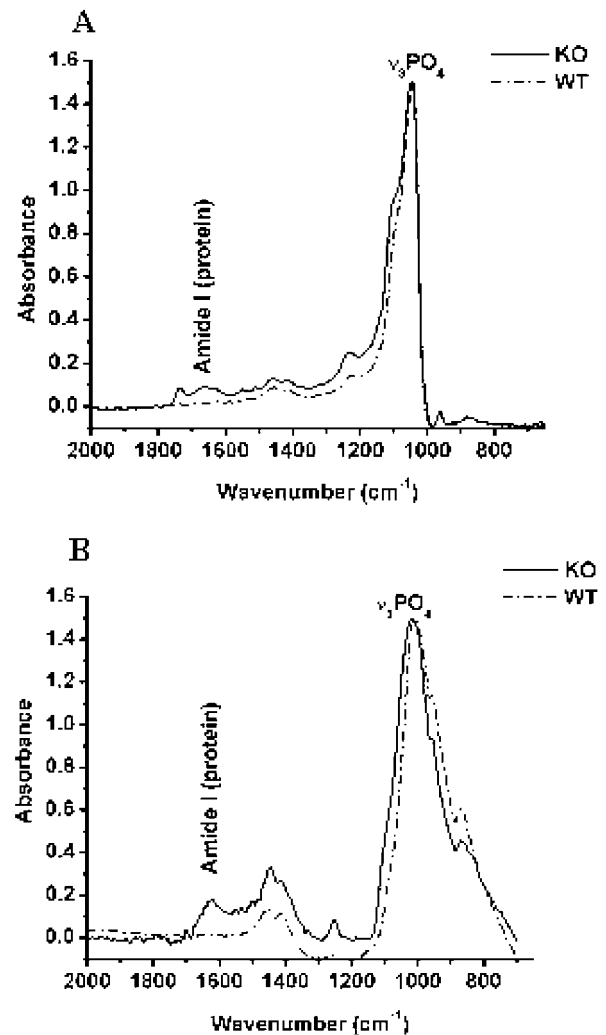 A
ν₃PO₄
KO
WT
1.6
1.4
1.2
1.0
0.8
0.6
0.4
0.2
0.0
Absorbance
Amide I (protein)
2000 1800 1600 1400 1200 1000 800
Wavenumber (cm⁻¹)
B
ν₃PO₄
KO
WT
1.6
1.4
1.2
1.0
0.8
0.6
0.4
0.2
0.0
Absorbance
Amide I (protein)
2000 1800 1600 1400 1200 1000 800
Wavenumber (cm⁻¹)